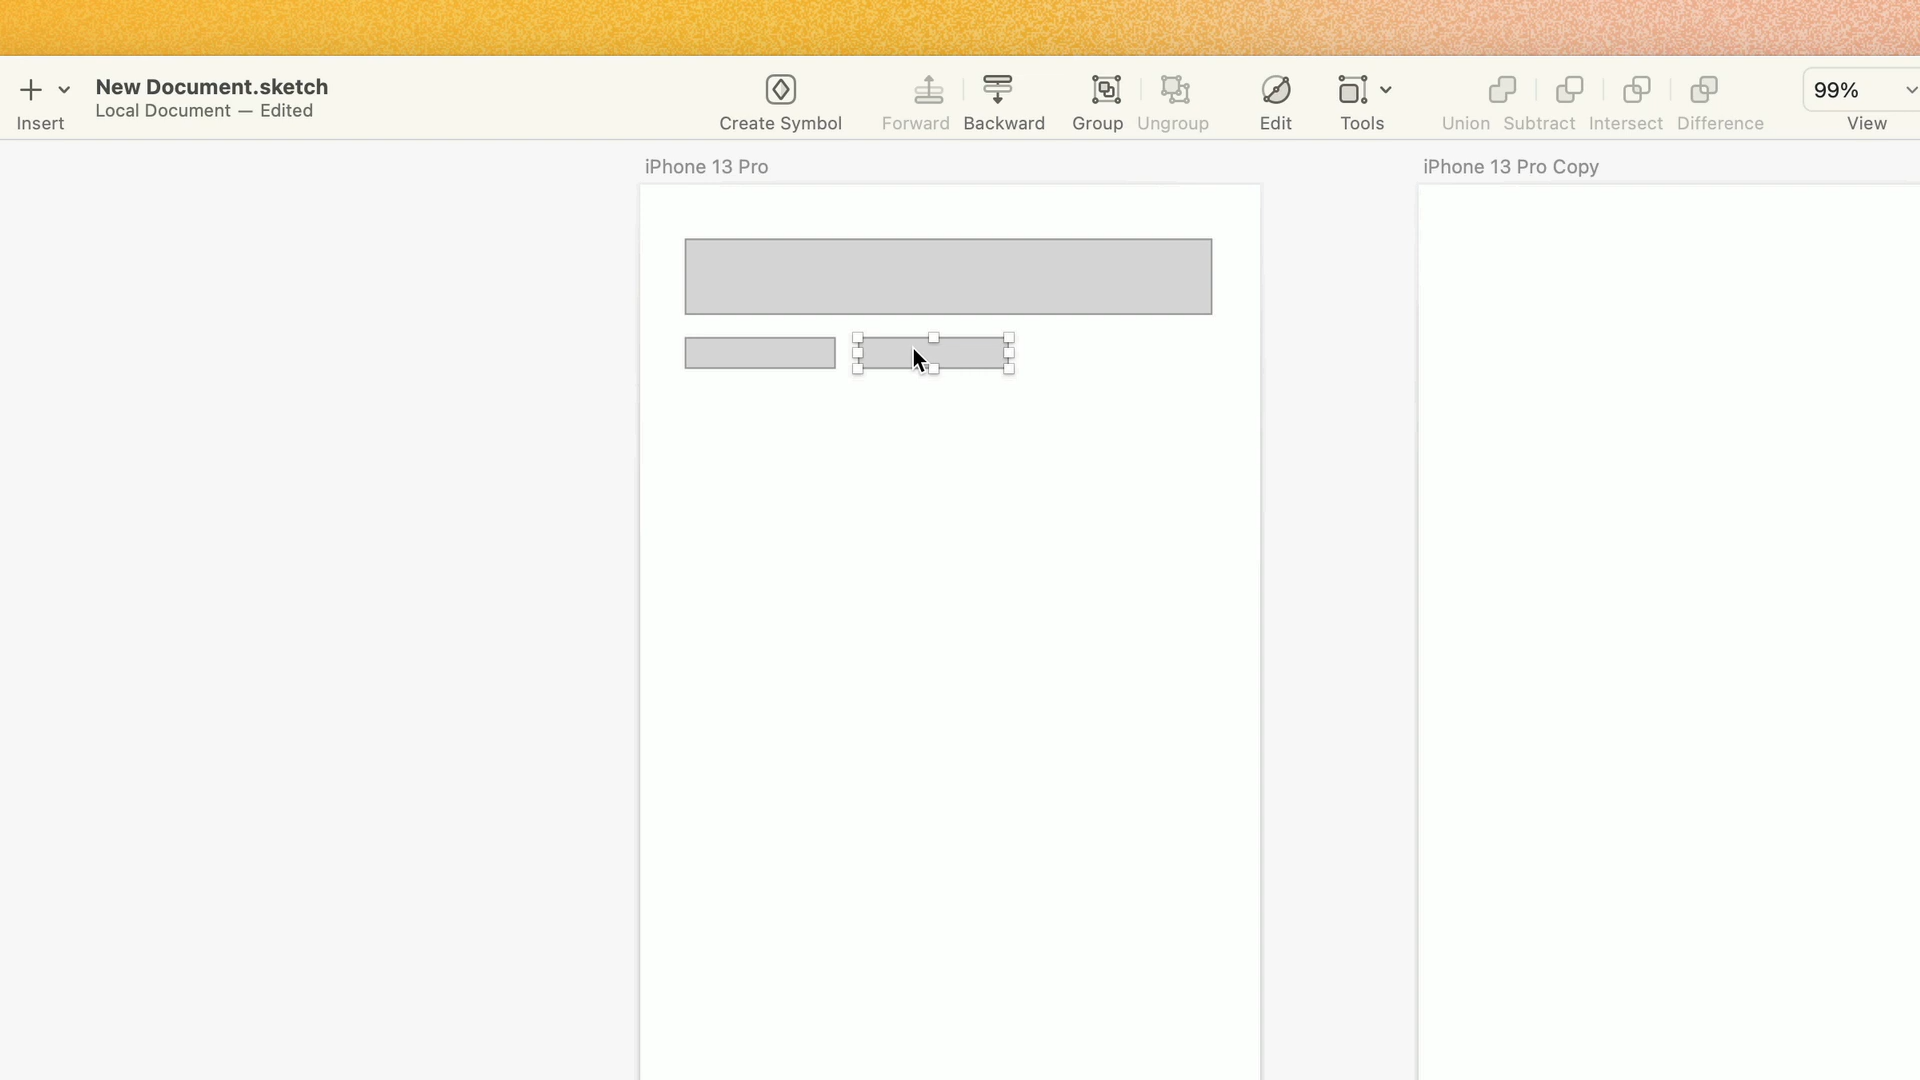 New Document.sketch
Local Document — Edited
Insert
Create Symbol
Forward
Backward
Group
Ungroup
Edit
Tools
Union
Subtract
Intersect
Difference
99%
View
iPhone 13 Pro
iPhone 13 Pro Copy